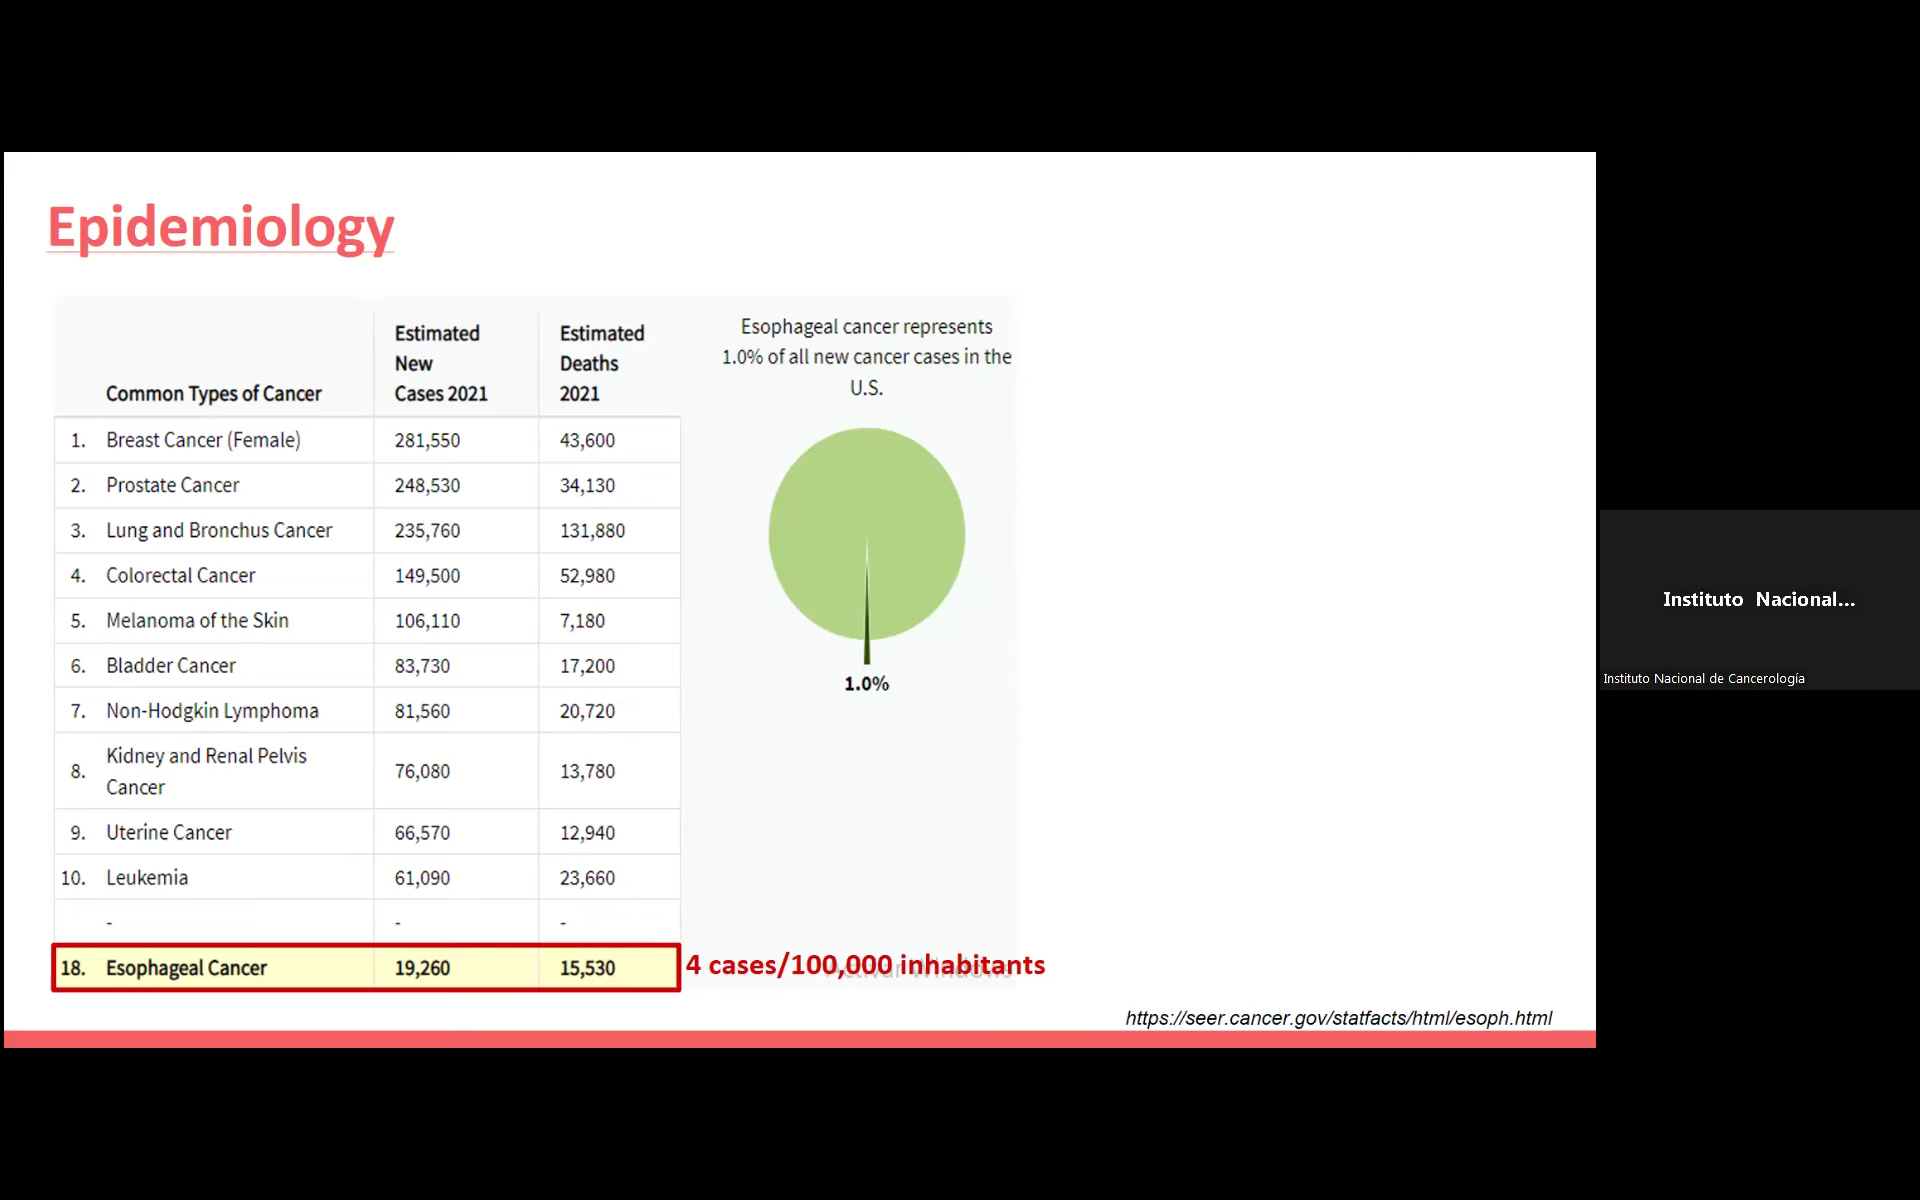 Epidemiology
Common Types of Cancer Estimated New Cases 2021 Estimated Deaths 2021
1. Breast Cancer (Female) 281,550 43,600
2. Prostate Cancer 248,530 34,130
3. Lung and Bronchus Cancer 235,760 131,880
4. Colorectal Cancer 149,500 52,980
5. Melanoma of the Skin 106,110 7,180
6. Bladder Cancer 83,730 17,200
7. Non-Hodgkin Lymphoma 81,560 20,720
8. Kidney and Renal Pelvis Cancer 76,080 13,780
9. Uterine Cancer 66,570 12,940
10. Leukemia 61,090 23,660
- - -
18. Esophageal Cancer 19,260 15,530
4 cases/100,000 inhabitants
Esophageal cancer represents
1.0% of all new cancer cases in the
U.S.
1.0%
Activar Windows
https://seer.cancer.gov/statfacts/html/esoph.html
Instituto Nacional...
Instituto Nacional de Cancerología